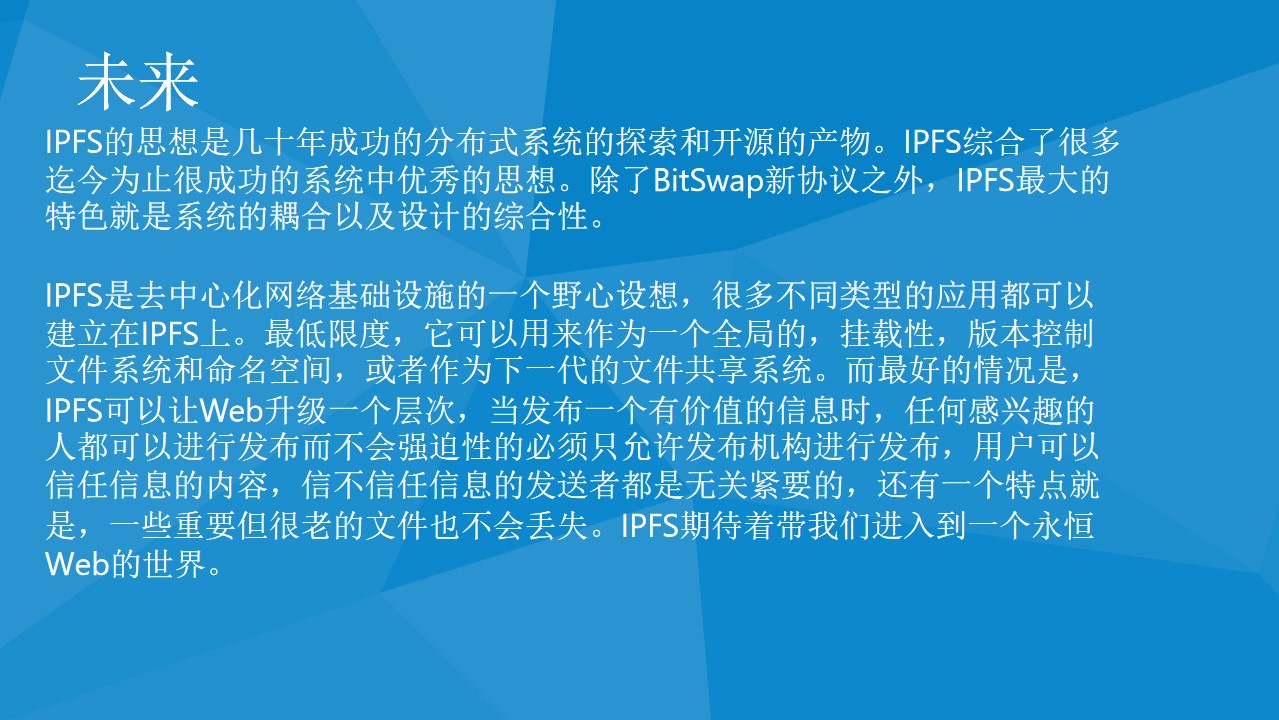 未来
IPFS的思想是几十年成功的分布式系统的探索和开源的产物。IPFS综合了很多
迄今为止很成功的系统中优秀的思想。除了BitSwap新协议之外，IPFS最大的
特色就是系统的耦合以及设计的综合性。
IPFS是去中心化网络基础设施的一个野心设想，很多不同类型的应用都可以
建立在IPFS上。最低限度，它可以用来作为一个全局的，挂载性，版本控制
文件系统和命名空间，或者作为下一代的文件共享系统。而最好的情况是，
IPFS可以让Web升级一个层次，当发布一个有价值的信息时，任何感兴趣的
人都可以进行发布而不会强迫性的必须只允许发布机构进行发布，用户可以
信任信息的内容，信不信任信息的发送者都是无关紧要的，还有一个特点就
是，一些重要但很老的文件也不会丢失。IPFS期待着带我们进入到一个永恒
Web的世界。